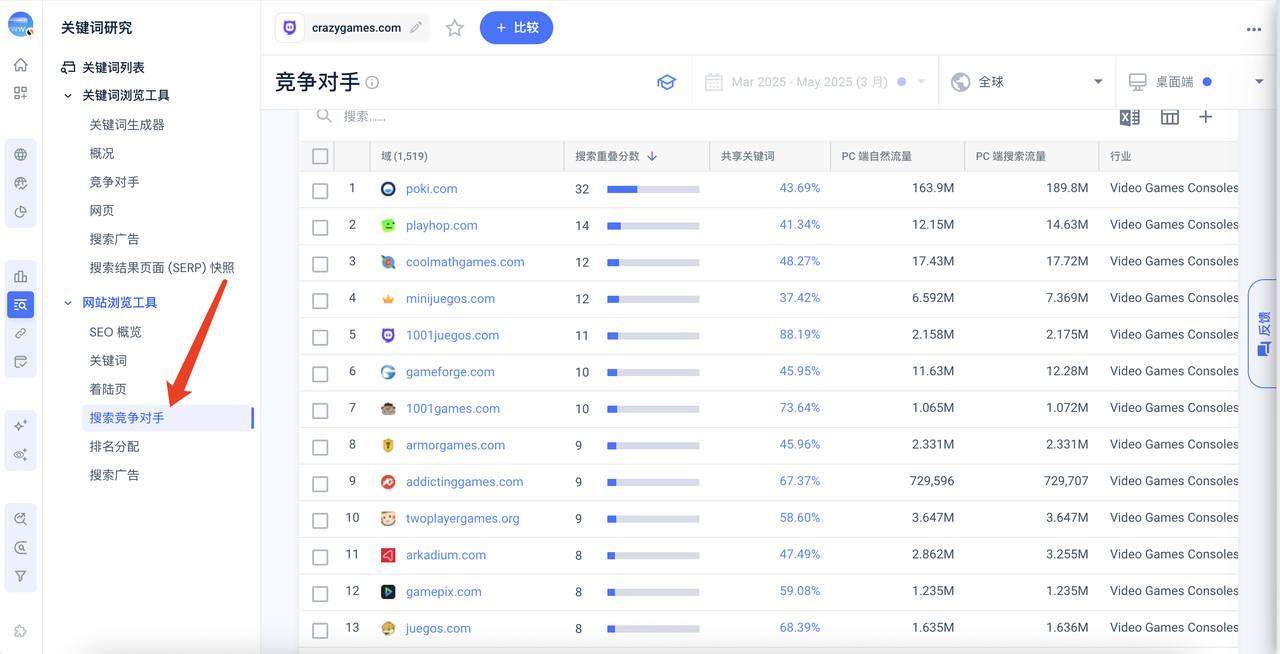 关键词研究
关键词列表
关键词浏览工具
关键词生成器
概况
竞争对手
网页
搜索广告
搜索结果页面 (SERP) 快照
网站浏览工具
SEO 概览
关键词
着陆页
搜索竞争对手
排名分配
搜索广告
crazygames.com
+ 比较
竞争对手
Mar 2025 - May 2025 (3 月)
全球
桌面端
搜索......
域 (1,519) 搜索重叠分数 共享关键词 PC 端自然流量 PC 端搜索流量 行业
1 poki.com 32 43.69% 163.9M 189.8M Video Games Consoles
2 playhop.com 14 41.34% 12.15M 14.63M Video Games Consoles
3 coolmathgames.com 12 48.27% 17.43M 17.72M Video Games Consoles
4 minijuegos.com 12 37.42% 6.592M 7.369M Video Games Consoles
5 1001juegos.com 11 88.19% 2.158M 2.175M Video Games Consoles
6 gameforge.com 10 45.95% 11.63M 12.28M Video Games Consoles
7 1001games.com 10 73.64% 1.065M 1.072M Video Games Consoles
8 armorgames.com 9 45.96% 2.331M 2.331M Video Games Consoles
9 addictinggames.com 9 67.37% 729,596 729,707 Video Games Consoles
10 twoplayergames.org 9 58.60% 3.647M 3.647M Video Games Consoles
11 arkadium.com 8 47.49% 2.862M 3.255M Video Games Consoles
12 gamepix.com 8 59.08% 1.235M 1.235M Video Games Consoles
13 juegos.com 8 68.39% 1.635M 1.636M Video Games Consoles
反馈